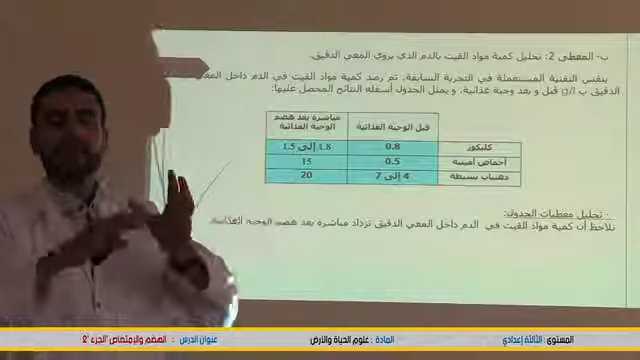 ب- المعطى 2: تحليل كمية مواد القيت بالدم الذي يروي المعي الدقيق.
بنفس التقنية المستعملة في التجربة السابقة، تم رصد كمية مواد القيت في الدم داخل المعي
الدقيق ب g/l قبل و بعد وجبة غذائية، و يمثل الجدول أسفله النتائج المحصل عليها:
قبل الوجبة الغذائية
مباشرة بعد هضم الوجبة الغذائية
كليكوز 0.8 1.5 إلى 1.8
أحماض أمينية 0.5 15
دهنيات بسيطة 4 إلى 7 20
- تحليل معطيات الجدول:
نلاحظ أن كمية مواد القيت في الدم داخل المعي الدقيق تزداد مباشرة بعد هضم الوجبة الغذائية.
المستوى : الثالثة إعدادي المادة : علوم الحياة والأرض عنوان الدرس : الهضم والإمتصاص "الجزء 2"